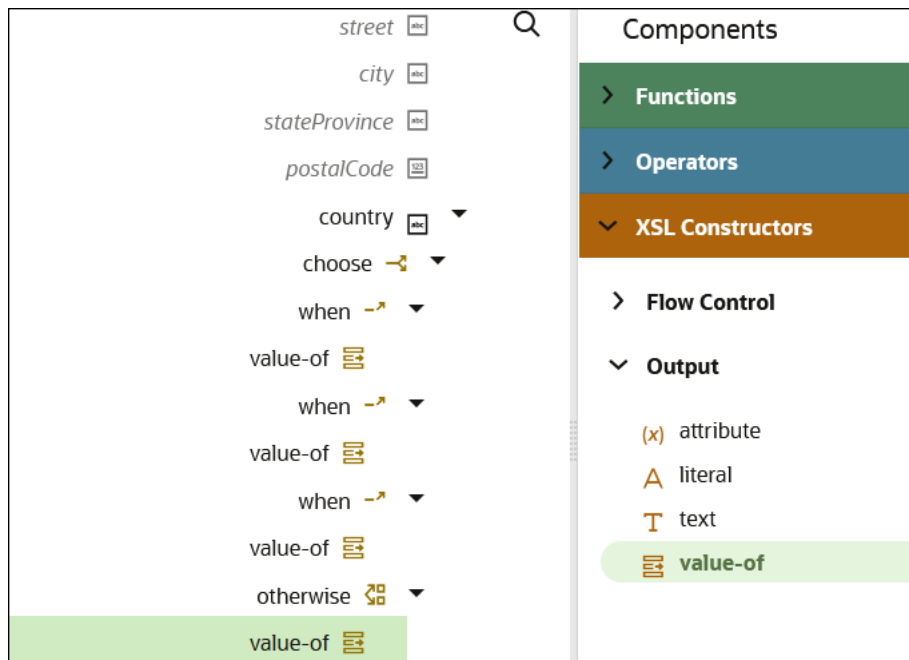 street
city
stateProvince
postalCode
country
choose
when
value-of
when
value-of
when
value-of
otherwise
value-of
Components
Functions
Operators
XSL Constructors
Flow Control
Output
(x) attribute
A literal
T text
value-of